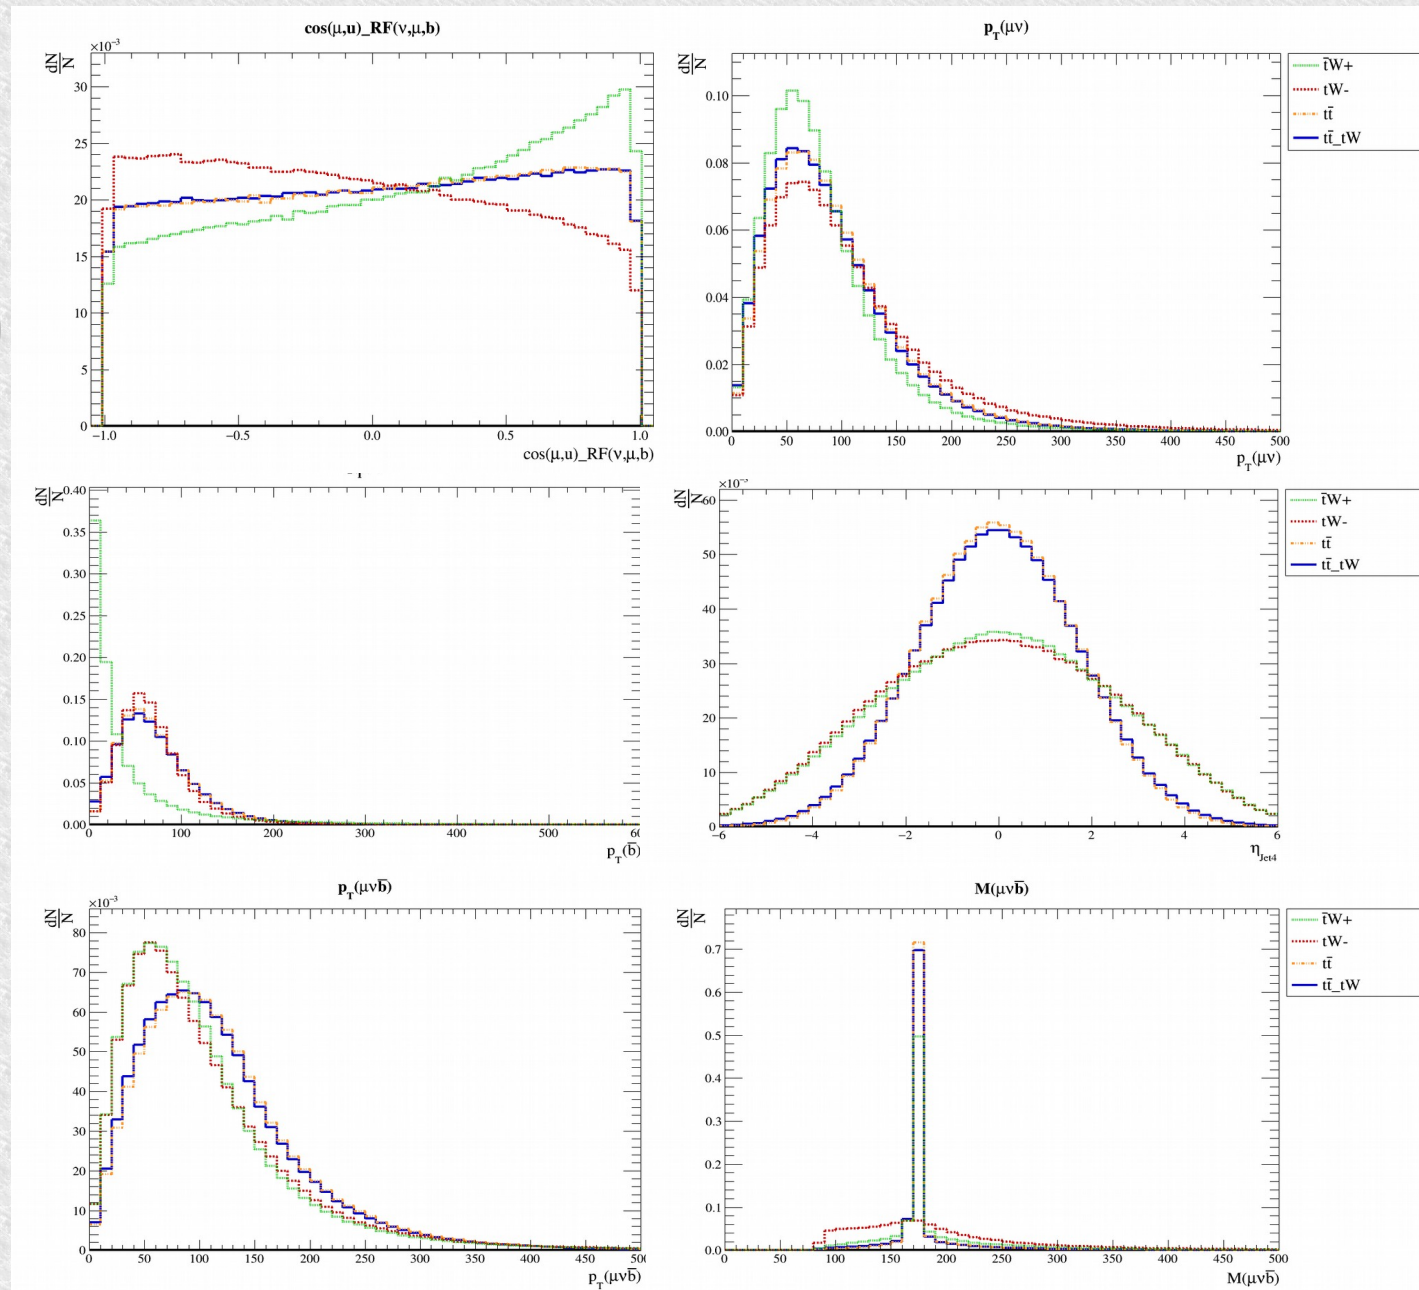 cos(μ,u)_RF(ν,μ,b)
×10⁻³
dN
N
30
25
20
15
10
5
0
−1.0 −0.5 0.0 0.5 1.0
cos(μ,u)_RF(ν,μ,b)
p_T(μν)
dN
N
0.10
0.08
0.06
0.04
0.02
0.00
0 50 100 150 200 250 300 350 400 450 500
p_T(μν)
t̄W+
tW-
tt̄
tt̄_tW
dN
N
0.40
0.35
0.30
0.25
0.20
0.15
0.10
0.05
0.00
0 100 200 300 400 500
p_T(b̄)
dN
N
60
50
40
30
20
10
0
−6 −4 −2 0 2 4 6
η_Jet4
t̄W+
tW-
tt̄
tt̄_tW
p_T(μνb̄)
×10⁻³
dN
N
80
70
60
50
40
30
20
10
0
0 50 100 150 200 250 300 350 400 450
p_T(μνb̄)
M(μνb̄)
dN
N
0.7
0.6
0.5
0.4
0.3
0.2
0.1
0.0
0 50 100 150 200 250 300 350 400 450 500
M(μνb̄)
t̄W+
tW-
tt̄
tt̄_tW